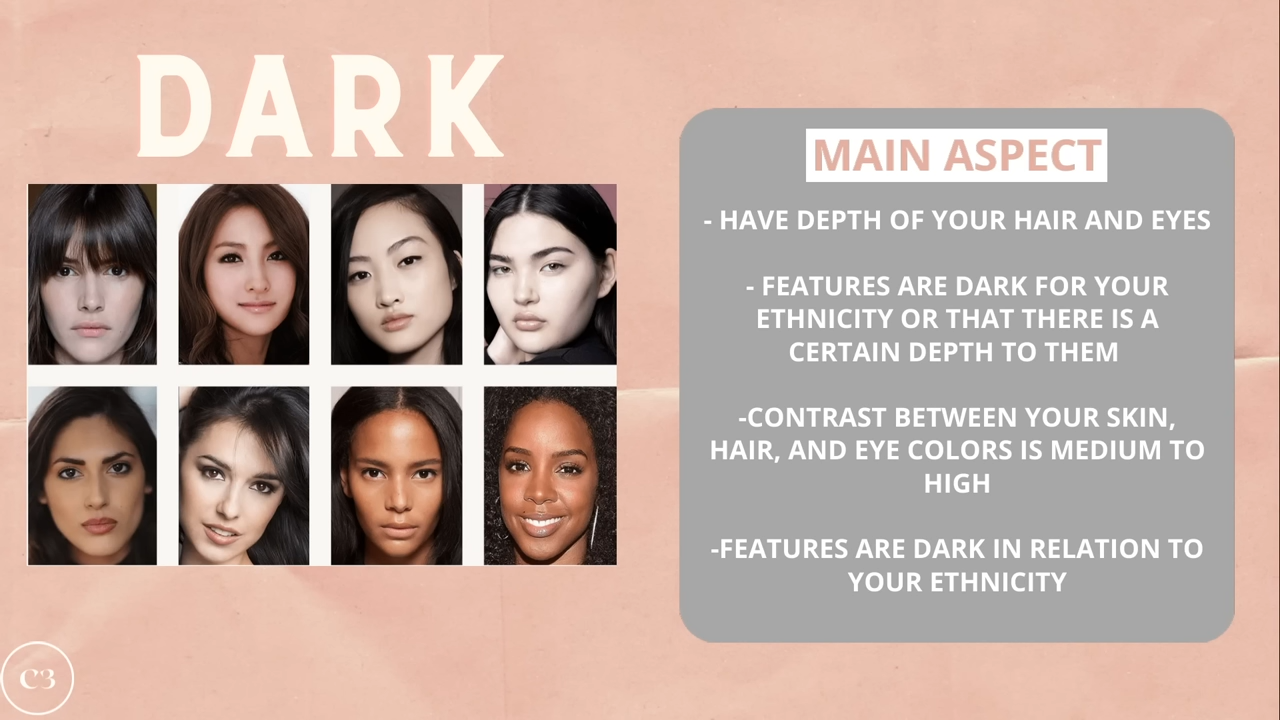 DARK
MAIN ASPECT
- HAVE DEPTH OF YOUR HAIR AND EYES
- FEATURES ARE DARK FOR YOUR
ETHNICITY OR THAT THERE IS A
CERTAIN DEPTH TO THEM
-CONTRAST BETWEEN YOUR SKIN,
HAIR, AND EYE COLORS IS MEDIUM TO
HIGH
-FEATURES ARE DARK IN RELATION TO
YOUR ETHNICITY
C3